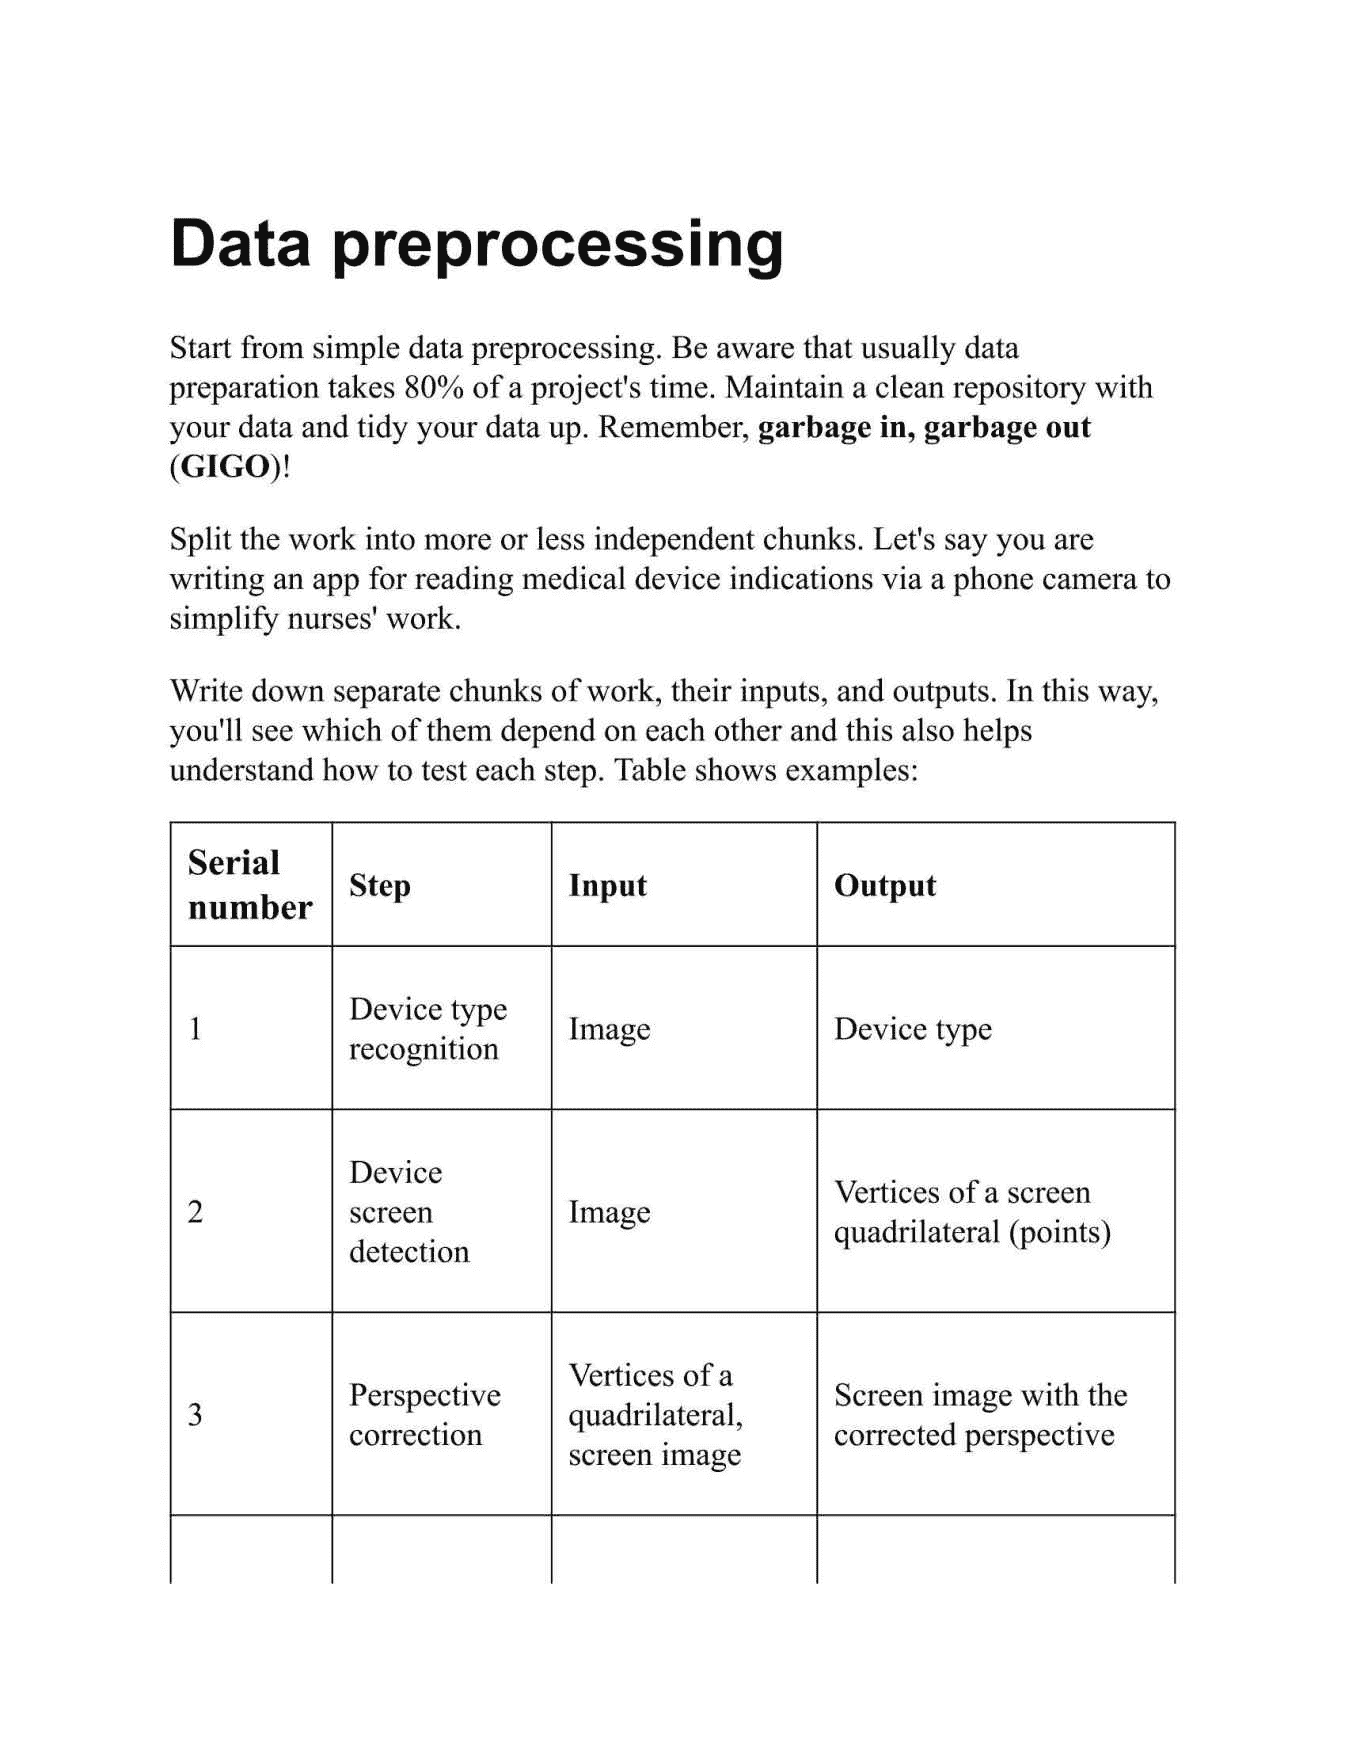 Data preprocessing
Start from simple data preprocessing. Be aware that usually data
preparation takes 80% of a project's time. Maintain a clean repository with
your data and tidy your data up. Remember, garbage in, garbage out
(GIGO)!
Split the work into more or less independent chunks. Let's say you are
writing an app for reading medical device indications via a phone camera to
simplify nurses' work.
Write down separate chunks of work, their inputs, and outputs. In this way,
you'll see which of them depend on each other and this also helps
understand how to test each step. Table shows examples:
Serial
number
Step
Input
Output
1
Device type
recognition
Image
Device type
2
Device
screen
detection
Image
Vertices of a screen
quadrilateral (points)
3
Perspective
correction
Vertices of a
quadrilateral,
screen image
Screen image with the
corrected perspective